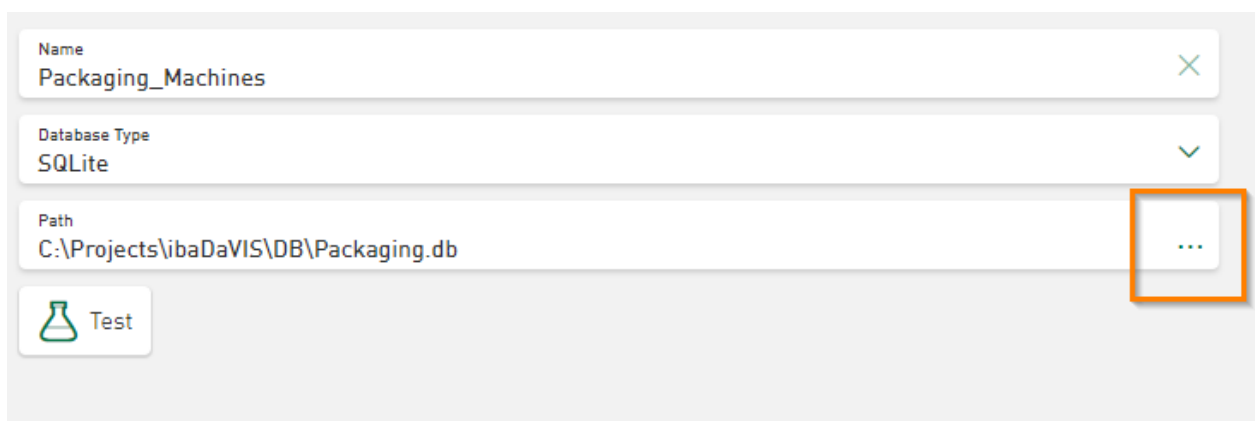 Name
Packaging_Machines
Database Type
SQLite
Path
C:\Projects\ibaDaVIS\DB\Packaging.db
...
Test